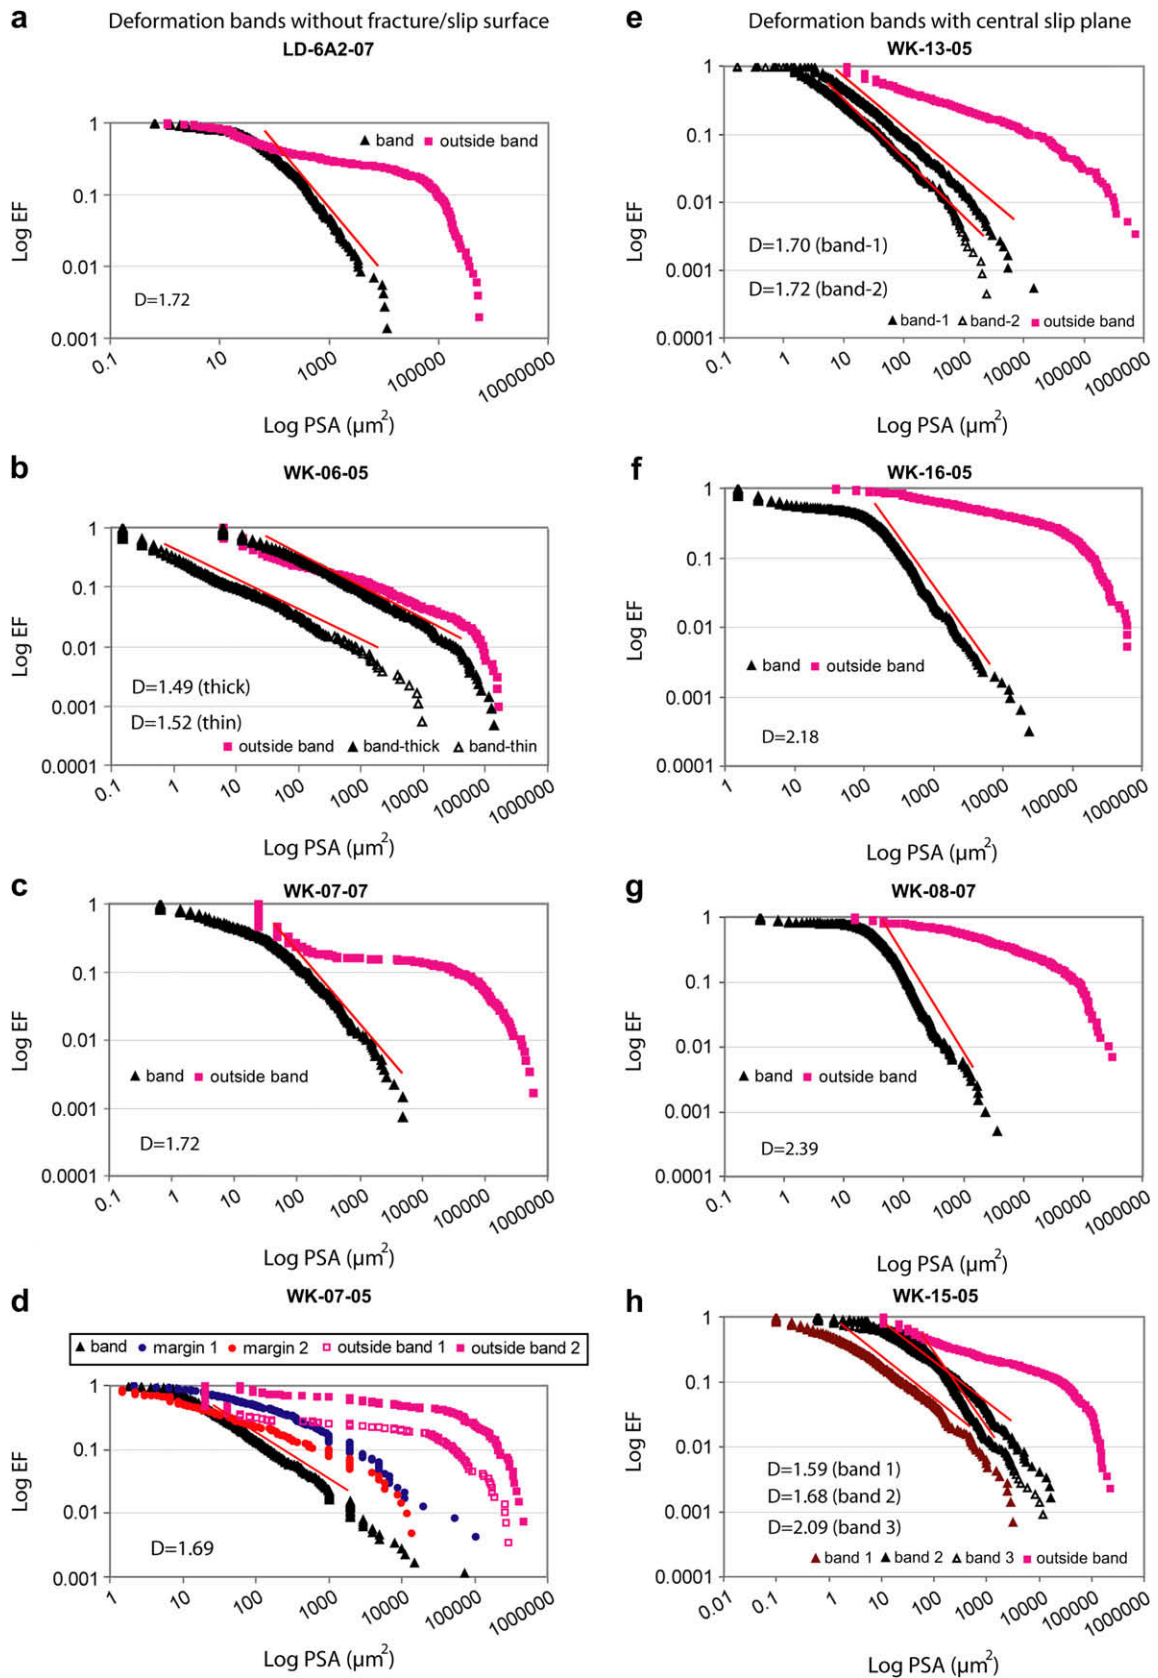 a
Deformation bands without fracture/slip surface
LD-6A2-07
band outside band
1
0.1
0.01
0.001
Log EF
D=1.72
0.1 10 1000 100000 10000000
Log PSA (µm²)
b
WK-06-05
1
0.1
0.01
0.001
0.0001
Log EF
D=1.49 (thick)
D=1.52 (thin)
outside band band-thick band-thin
0.1 1 10 100 1000 10000 100000 1000000
Log PSA (µm²)
c
WK-07-07
1
0.1
0.01
0.001
0.0001
Log EF
band outside band
D=1.72
0.1 1 10 100 1000 10000 100000 1000000
Log PSA (µm²)
d
WK-07-05
band margin 1 margin 2 outside band 1 outside band 2
1
0.1
0.01
0.001
Log EF
D=1.69
1 10 100 1000 10000 100000 1000000
Log PSA (µm²)
e
Deformation bands with central slip plane
WK-13-05
1
0.1
0.01
0.001
0.0001
Log EF
D=1.70 (band-1)
D=1.72 (band-2)
band-1 band-2 outside band
0.1 1 10 100 1000 10000 100000 1000000
Log PSA (µm²)
f
WK-16-05
1
0.1
0.01
0.001
0.0001
Log EF
band outside band
D=2.18
1 10 100 1000 10000 100000 1000000
Log PSA (µm²)
g
WK-08-07
1
0.1
0.01
0.001
0.0001
Log EF
band outside band
D=2.39
0.1 1 10 100 1000 10000 100000 1000000
Log PSA (µm²)
h
WK-15-05
1
0.1
0.01
0.001
0.0001
Log EF
D=1.59 (band 1)
D=1.68 (band 2)
D=2.09 (band 3)
band 1 band 2 band 3 outside band
0.01 0.1 1 10 100 1000 10000 100000 1000000
Log PSA (µm²)